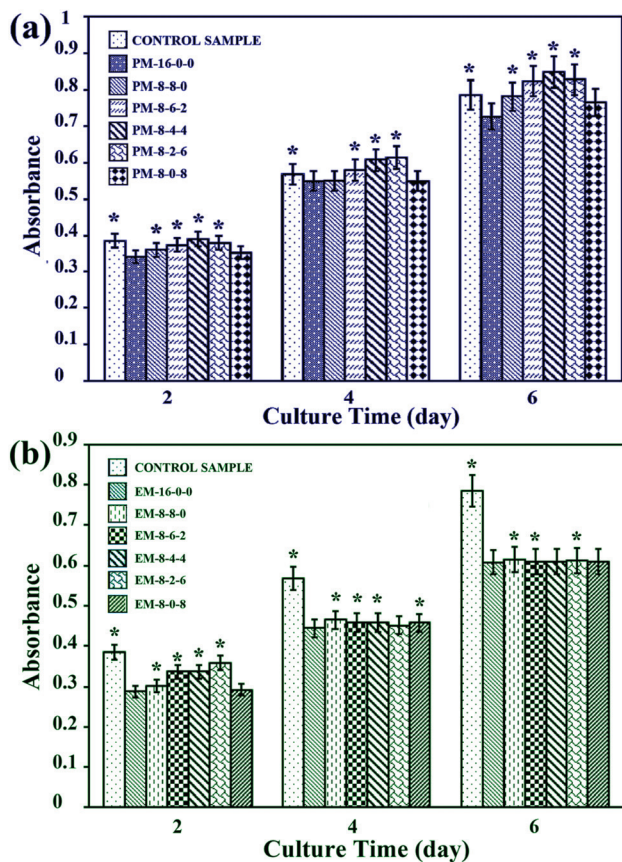 (a)
1
0.9
0.8
0.7
0.6
0.5
0.4
0.3
0.2
0.1
0
Absorbance
CONTROL SAMPLE
PM-16-0-0
PM-8-8-0
PM-8-6-2
PM-8-4-4
PM-8-2-6
PM-8-0-8
* * * * *
* * * *
* * * * *
2 4 6
Culture Time (day)
(b)
0.9
0.8
0.7
0.6
0.5
0.4
0.3
0.2
0.1
0
Absorbance
CONTROL SAMPLE
EM-16-0-0
EM-8-8-0
EM-8-6-2
EM-8-4-4
EM-8-2-6
EM-8-0-8
* * * * *
* * * * *
* * * *
2 4 6
Culture Time (day)